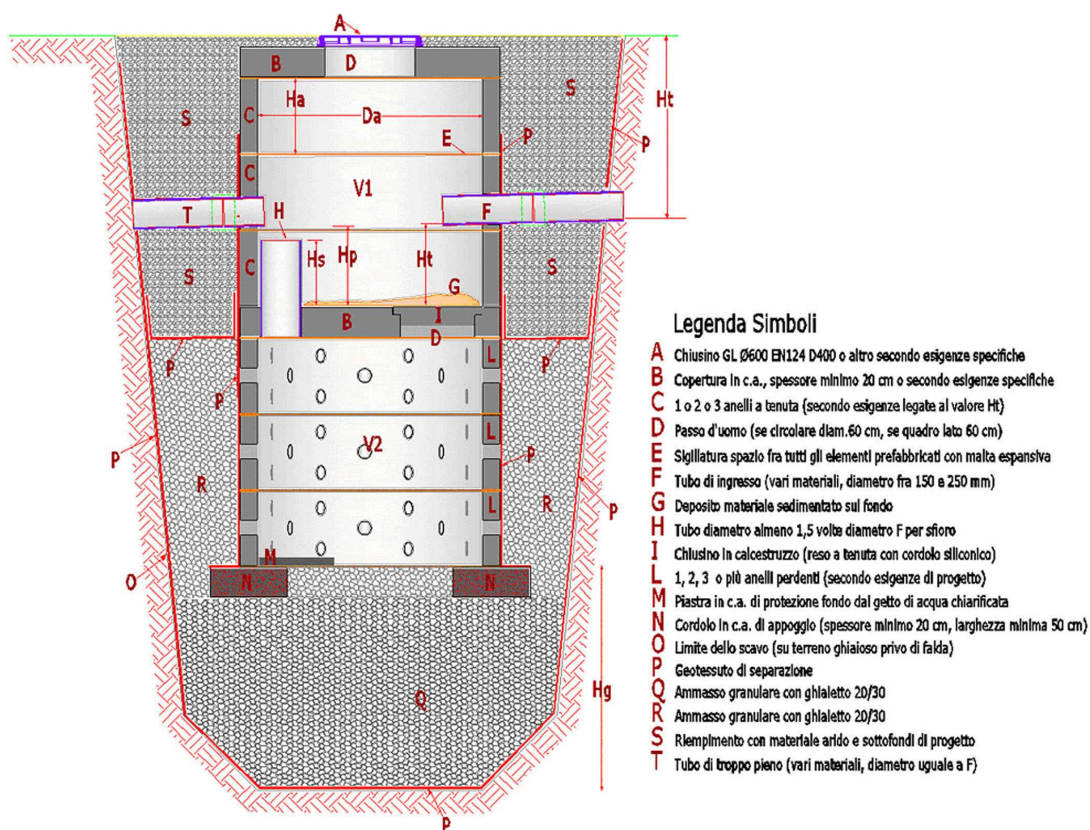 A
B
D
Ha
Da
C
S
S
Ht
E
P
P
C
V1
T
H
F
Hs
Hp
Ht
C
S
S
G
I
B
D
P
P
L
P
V2
L
P
P
R
R
P
L
M
O
N
N
Q
Hg
P
Legenda Simboli
A Chiusino GL Ø600 EN124 D400 o altro secondo esigenze specifiche
B Copertura in c.a., spessore minimo 20 cm o secondo esigenze specifiche
C 1 o 2 o 3 anelli a tenuta (secondo esigenze legate al valore Ht)
D Passo d'uomo (se circolare diam.60 cm, se quadro lato 60 cm)
E Sigillatura spazio fra tutti gli elementi prefabbricati con malta espansiva
F Tubo di ingresso (vari materiali, diametro fra 150 e 250 mm)
G Deposito materiale sedimentato sul fondo
H Tubo diametro almeno 1,5 volte diametro F per sfioro
I Chiusino in calcestruzzo (reso a tenuta con cordolo siliconico)
L 1, 2, 3 o più anelli perdenti (secondo esigenze di progetto)
M Piastra in c.a. di protezione fondo dal getto di acqua chiarificata
N Cordolo in c.a. di appoggio (spessore minimo 20 cm, larghezza minima 50 cm)
O Limite dello scavo (su terreno ghiaioso privo di falda)
P Geotessuto di separazione
Q Ammasso granulare con ghialetto 20/30
R Ammasso granulare con ghialetto 20/30
S Riempimento con materiale arido e sottofondi di progetto
T Tubo di troppo pieno (vari materiali, diametro uguale a F)